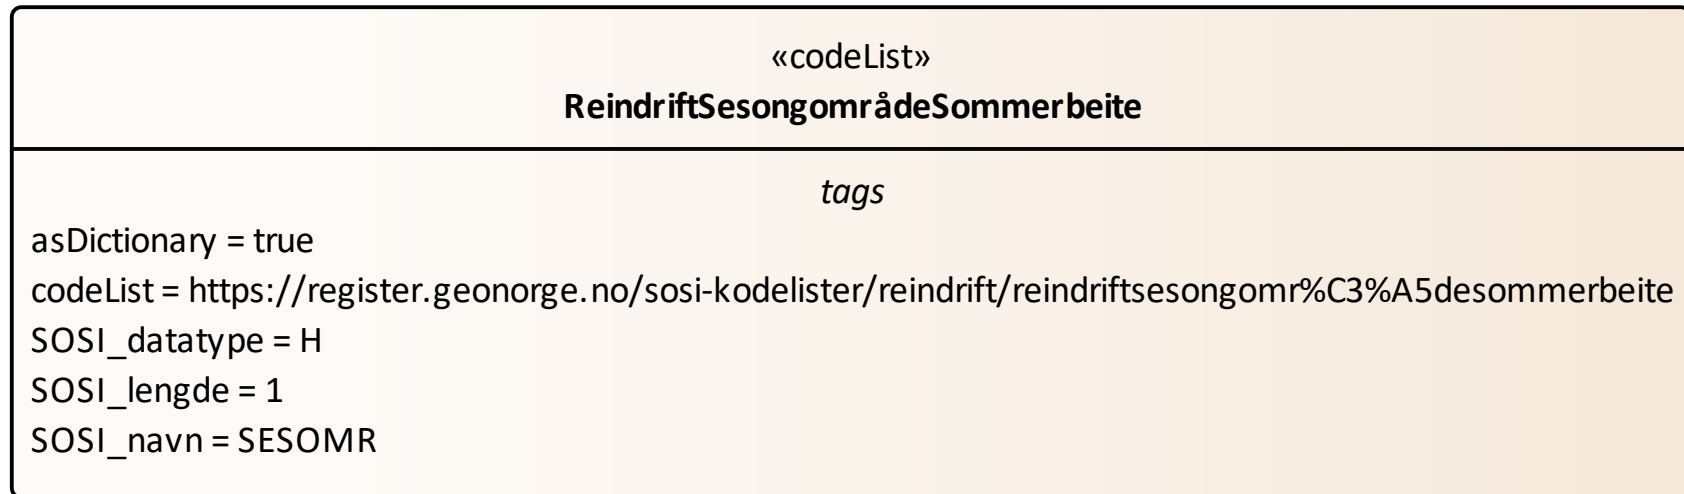 «codeList»
ReindriftSesongområdeSommerbeite
tags
asDictionary = true
codeList = https://register.geonorge.no/sosi-kodelister/reindrift/reindriftsesongomr%C3%A5desommerbeite
SOSI_datatype = H
SOSI_lengde = 1
SOSI_navn = SESOMR